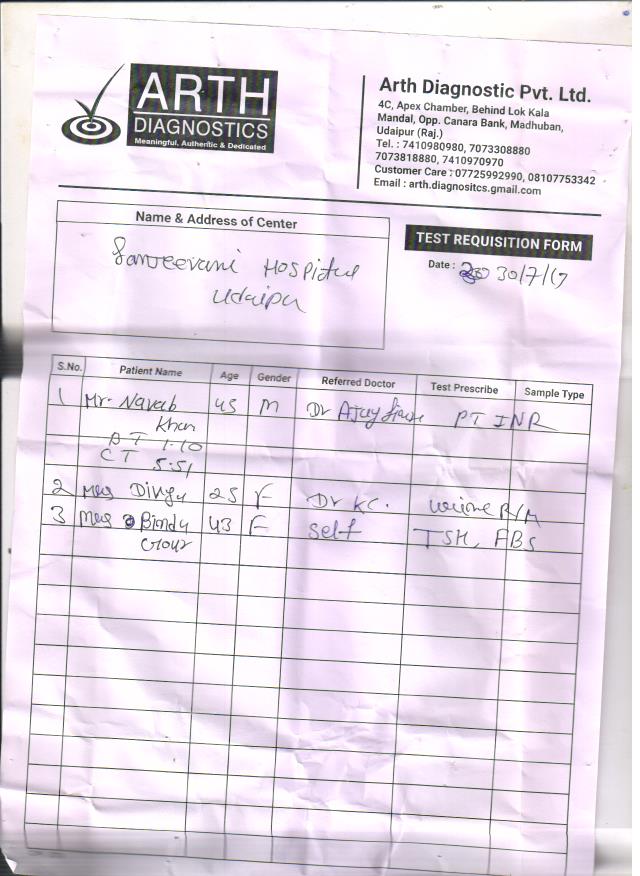 ARTH
DIAGNOSTICS
Meaningful, Authentic & Dedicated
Arth Diagnostic Pvt. Ltd.
4C, Apex Chamber, Behind Lok Kala
Mandal, Opp. Canara Bank, Madhuban,
Udaipur (Raj.)
Tel. : 7410980980, 7073308880
7073818880, 7410970970
Customer Care : 07725992990, 08107753342
Email : arth.diagnositcs.gmail.com
Name & Address of Center
Sanjeevani Hospital
Udaipur
TEST REQUISITION FORM
Date : 30/7/17
S.No. Patient Name Age Gender Referred Doctor Test Prescribe Sample Type
1 Mr. Navab 45 M Dr Ajay PT INR
Khan
BT 1.10
CT 5.51
2 Mrs Divya 25 F Dr K.C. Urine R/M
3 Mrs 43 F Self TSH, FBS
Gour